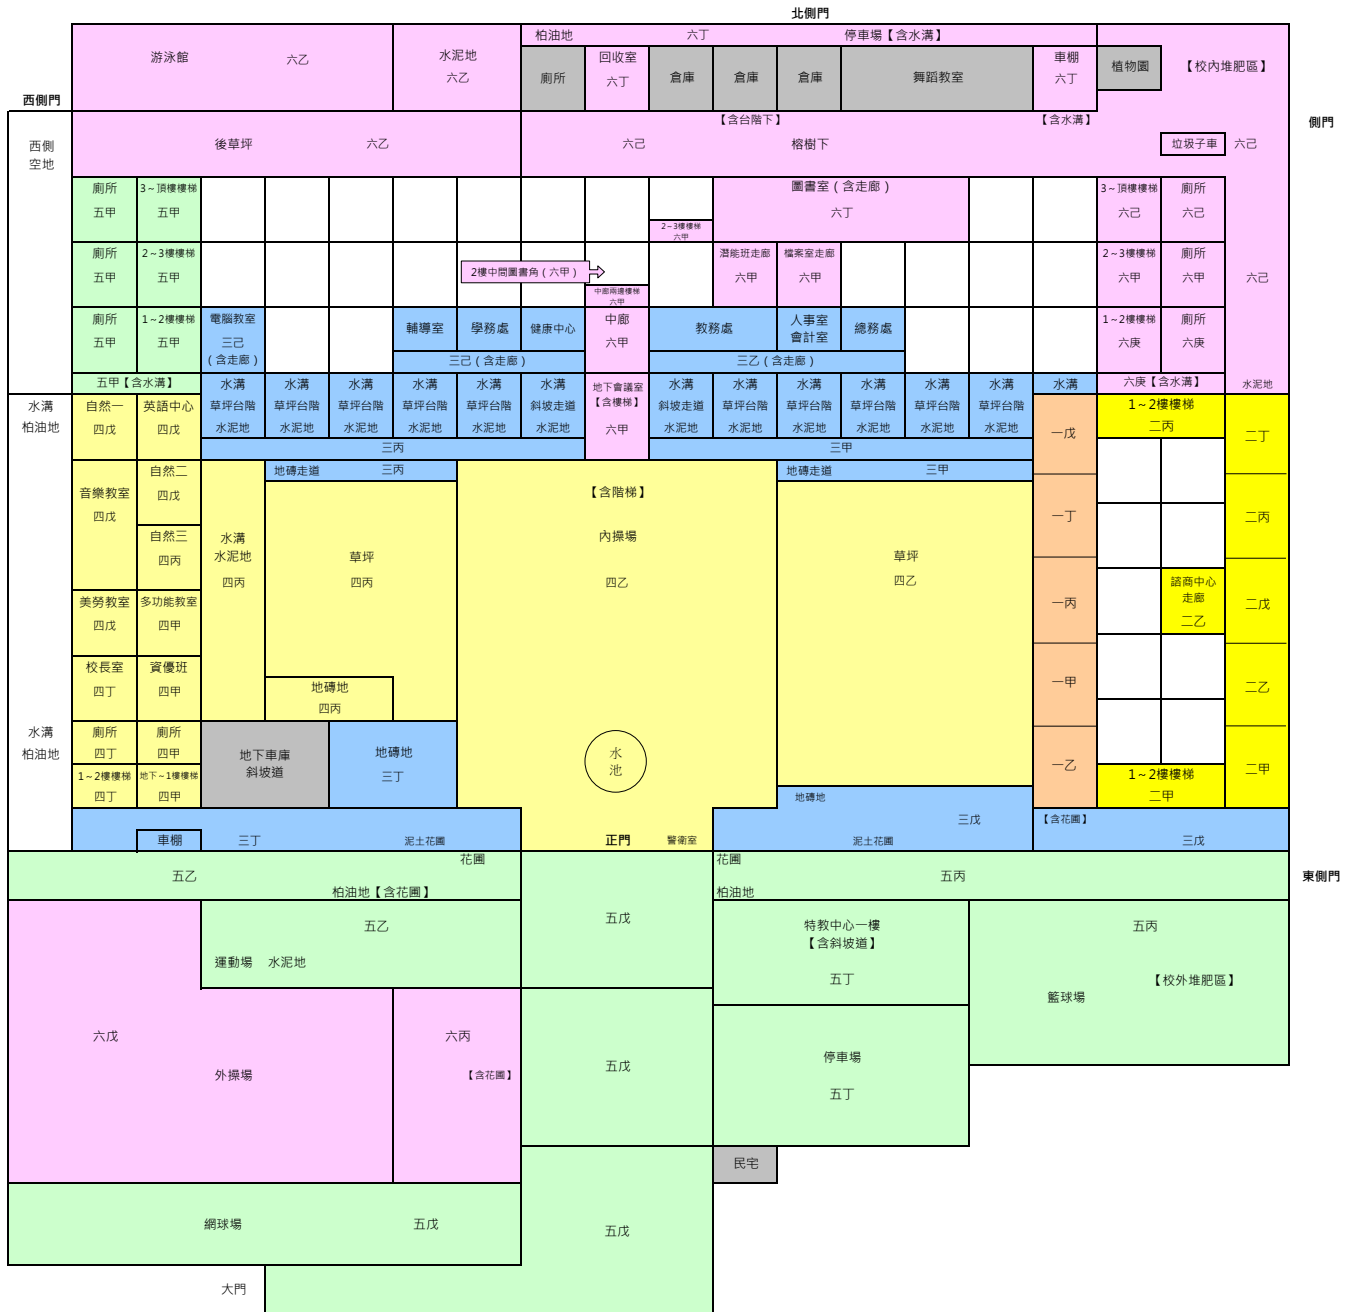 北側門
柏油地 六丁 停車場【含水溝】
游泳館 六乙
水泥地
六乙
廁所
回收室
六丁
倉庫
倉庫
倉庫
舞蹈教室
車棚
六丁
植物園
【校內堆肥區】
西側門
側門
西側
空地
後草坪 六乙
【含台階下】
【含水溝】
六己 榕樹下
垃圾子車 六己
廁所
五甲
3~頂樓樓梯
五甲
2~3樓樓梯
六甲
圖書室(含走廊)
六丁
3~頂樓樓梯
六己
廁所
六己
廁所
五甲
2~3樓樓梯
五甲
2樓中間圖書角(六甲)
中廊兩邊樓梯
六甲
潛能班走廊
六甲
檔案室走廊
六甲
2~3樓樓梯
六甲
廁所
六甲
六己
廁所
五甲
1~2樓樓梯
五甲
電腦教室
三己
(含走廊)
輔導室
學務處
健康中心
三己(含走廊)
中廊
六甲
教務處
人事室
會計室
總務處
三乙(含走廊)
1~2樓樓梯
六庚
廁所
六庚
五甲【含水溝】
水溝
草坪台階
水泥地
水溝
草坪台階
水泥地
水溝
草坪台階
水泥地
水溝
草坪台階
水泥地
水溝
草坪台階
水泥地
水溝
斜坡走道
水泥地
地下會議室
【含樓梯】
六甲
水溝
斜坡走道
水泥地
水溝
草坪台階
水泥地
水溝
草坪台階
水泥地
水溝
草坪台階
水泥地
水溝
草坪台階
水泥地
水溝
草坪台階
水泥地
水溝
六庚【含水溝】
水泥地
水溝
柏油地
自然一
四戊
英語中心
四戊
三丙
三甲
一戊
1~2樓樓梯
二丙
二丁
音樂教室
四戊
自然二
四戊
自然三
四丙
水溝
水泥地
四丙
地磚走道 三丙
草坪
四丙
【含階梯】
內操場
四乙
地磚走道 三甲
草坪
四乙
一丁
二丙
美勞教室
四戊
多功能教室
四甲
一丙
諮商中心
走廊
二乙
二戊
校長室
四丁
資優班
四甲
地磚地
四丙
一甲
二乙
水溝
柏油地
廁所
四丁
廁所
四甲
地下車庫
斜坡道
地磚地
三丁
水
池
一乙
二甲
1~2樓樓梯
四丁
地下~1樓樓梯
四甲
1~2樓樓梯
二甲
地磚地
三戊
泥土花圃
【含花圃】
三戊
車棚 三丁 泥土花圃
正門 警衛室
花圃
五乙
柏油地【含花圃】
花圃
五丙
柏油地
東側門
五戊
五乙
運動場 水泥地
特教中心一樓
【含斜坡道】
五丁
五丙
【校外堆肥區】
籃球場
六戊
外操場
六丙
【含花圃】
五戊
停車場
五丁
民宅
網球場 五戊
五戊
大門